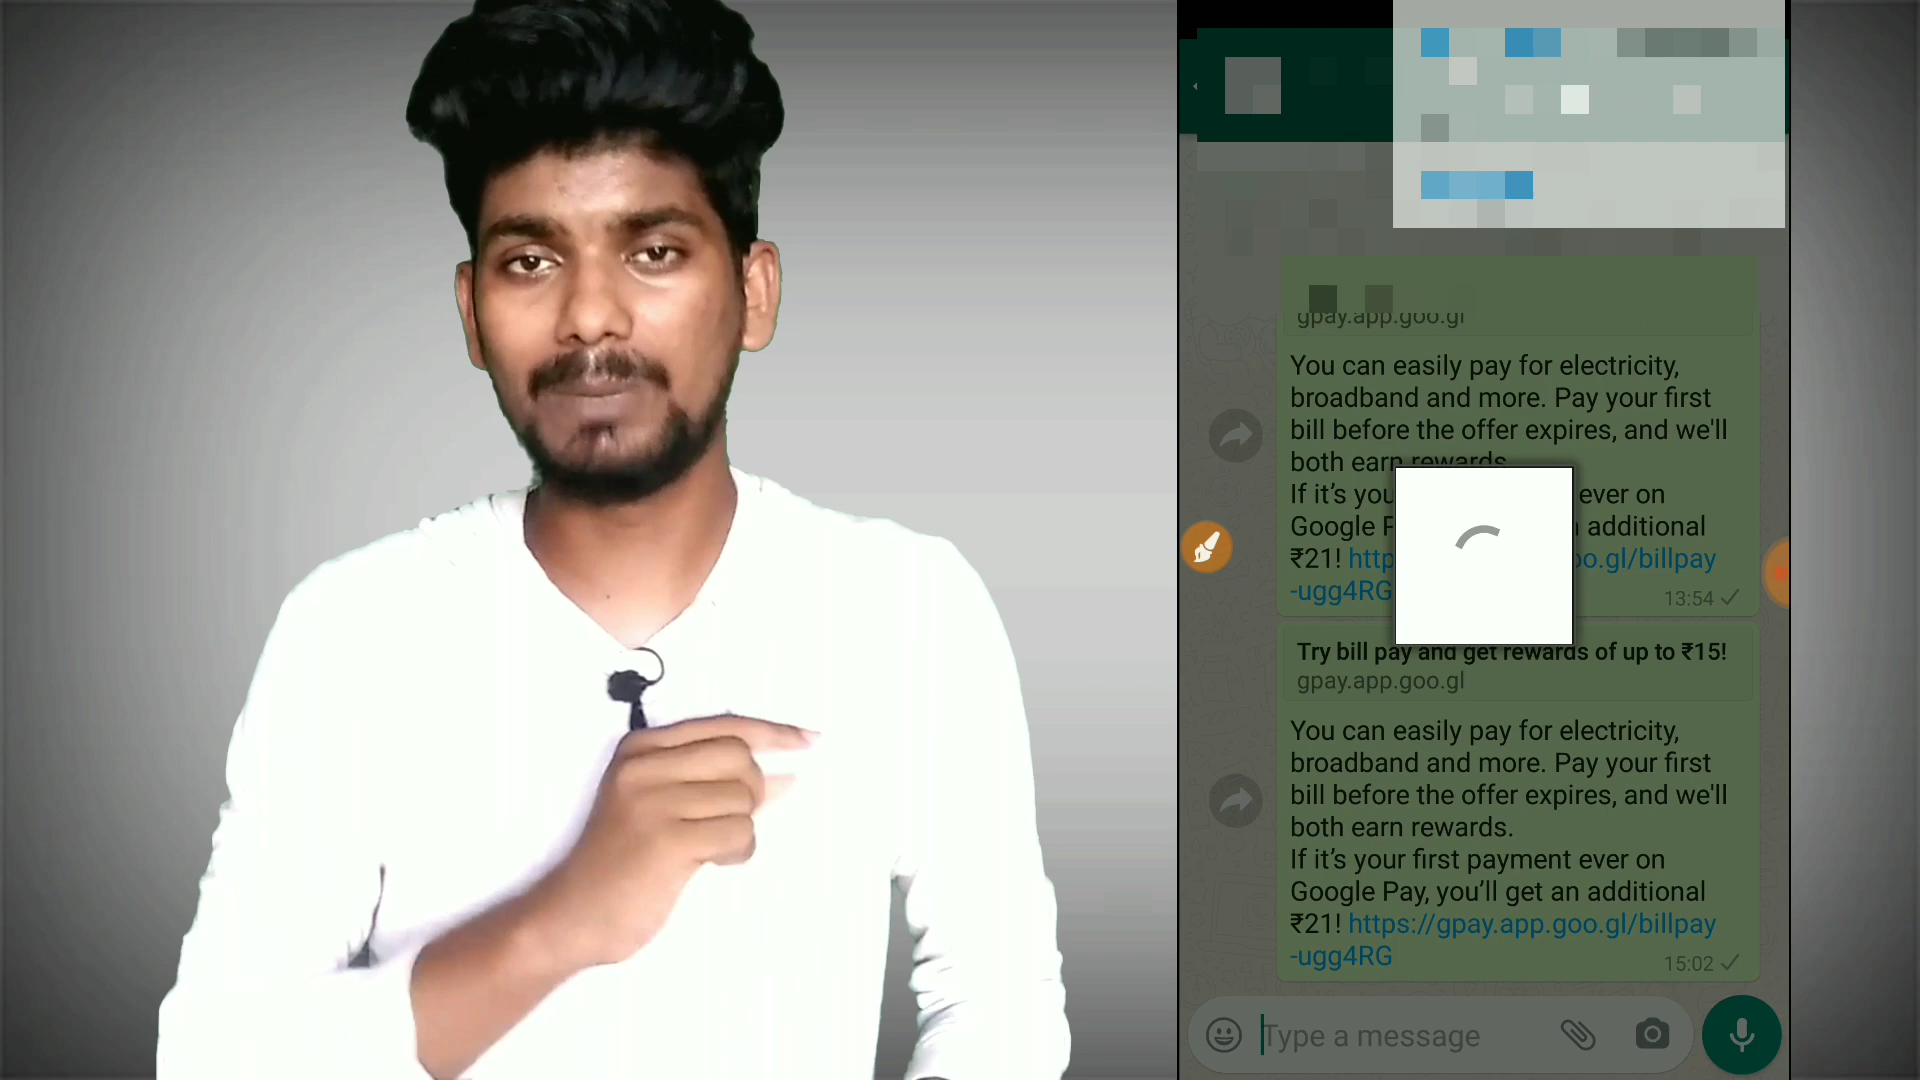 gpay.app.goo.gl
You can easily pay for electricity,
broadband and more. Pay your first
bill before the offer expires, and we'll
both earn rewards
If it's you ever on
Google additional
₹21! http oo.gl/billpay
-ugg4RG 13:54
Try bill pay and get rewards of up to ₹15!
gpay.app.goo.gl
You can easily pay for electricity,
broadband and more. Pay your first
bill before the offer expires, and we'll
both earn rewards.
If it’s your first payment ever on
Google Pay, you’ll get an additional
₹21! https://gpay.app.goo.gl/billpay
-ugg4RG 15:02
Type a message